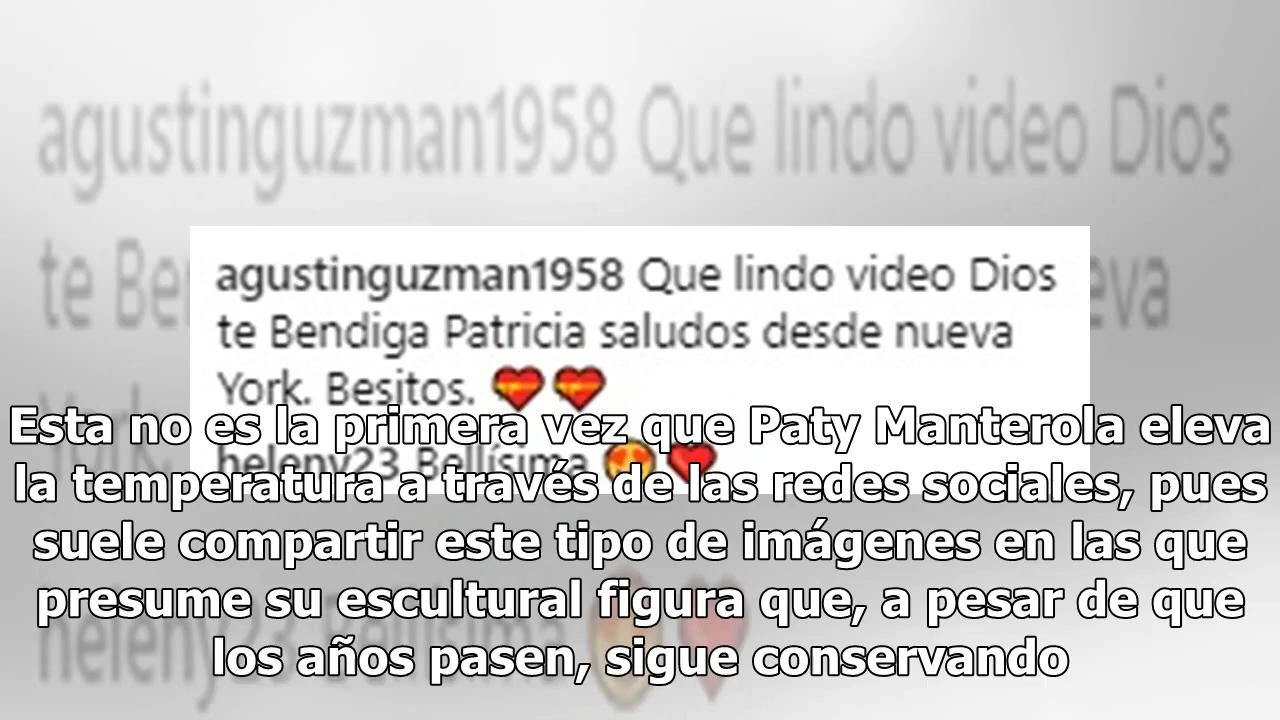 agustinguzman1958 Que lindo video Dios
te Bendiga Patricia saludos desde nueva
York. Besitos. 💝💝
heleny23 Bellísima 😍❤️
Esta no es la primera vez que Paty Manterola eleva
la temperatura a través de las redes sociales, pues
suele compartir este tipo de imágenes en las que
presume su escultural figura que, a pesar de que
los años pasen, sigue conservando